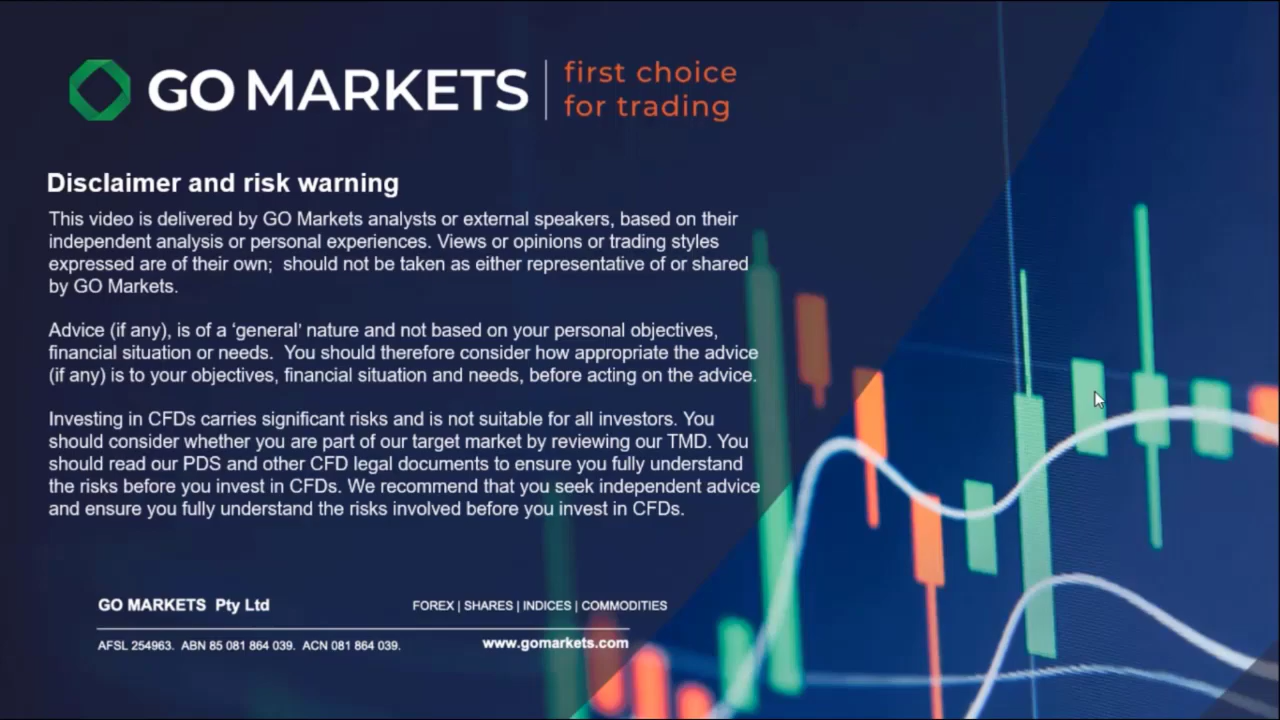 GO MARKETS
first choice
for trading
Disclaimer and risk warning
This video is delivered by GO Markets analysts or external speakers, based on their
independent analysis or personal experiences. Views or opinions or trading styles
expressed are of their own;  should not be taken as either representative of or shared
by GO Markets.
Advice (if any), is of a ‘general’ nature and not based on your personal objectives,
financial situation or needs.  You should therefore consider how appropriate the advice
(if any) is to your objectives, financial situation and needs, before acting on the advice.
Investing in CFDs carries significant risks and is not suitable for all investors. You
should consider whether you are part of our target market by reviewing our TMD. You
should read our PDS and other CFD legal documents to ensure you fully understand
the risks before you invest in CFDs. We recommend that you seek independent advice
and ensure you fully understand the risks involved before you invest in CFDs.
GO MARKETS  Pty Ltd
FOREX | SHARES | INDICES | COMMODITIES
AFSL 254963.  ABN 85 081 864 039.  ACN 081 864 039.
www.gomarkets.com